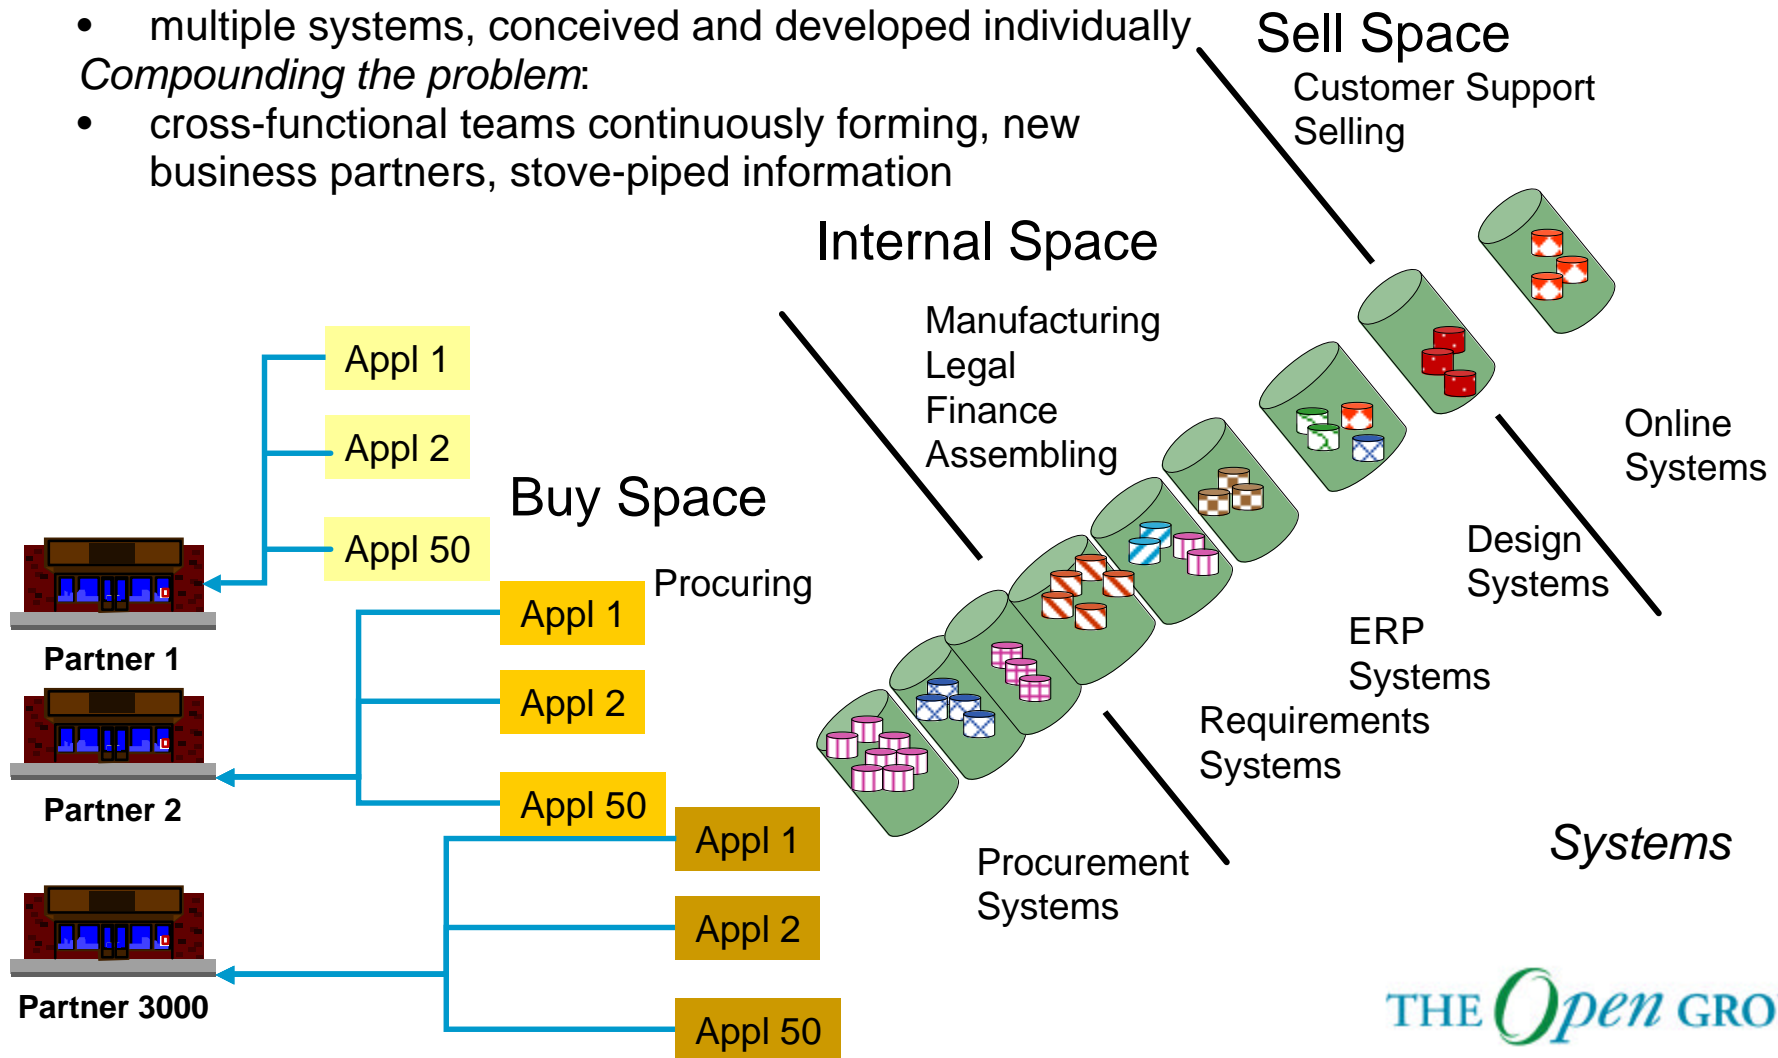 • multiple systems, conceived and developed individually
Compounding the problem:
• cross-functional teams continuously forming, new
business partners, stove-piped information
Sell Space
Customer Support
Selling
Internal Space
Manufacturing
Legal
Finance
Assembling
Buy Space
Procuring
Appl 1
Appl 2
Appl 50
Partner 1
Appl 1
Appl 2
Appl 50
Partner 2
Appl 1
Appl 2
Appl 50
Partner 3000
Online
Systems
Design
Systems
ERP
Systems
Requirements
Systems
Procurement
Systems
Systems
THE Open GRO